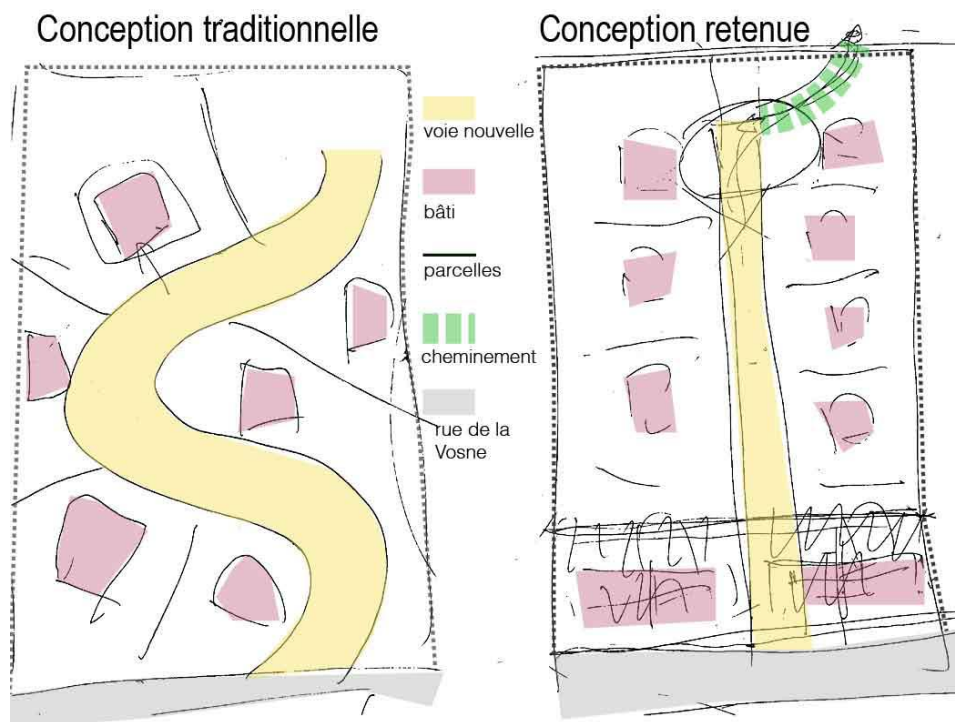 Conception traditionnelle
Conception retenue
voie nouvelle
bâti
parcelles
cheminement
rue de la
Vosne